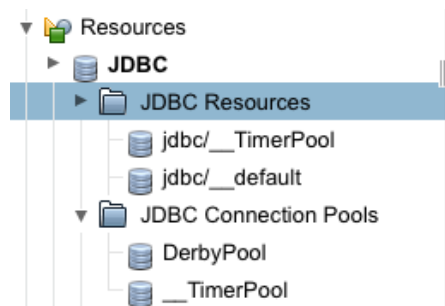 Resources
JDBC
JDBC Resources
jdbc/__TimerPool
jdbc/__default
JDBC Connection Pools
DerbyPool
__TimerPool